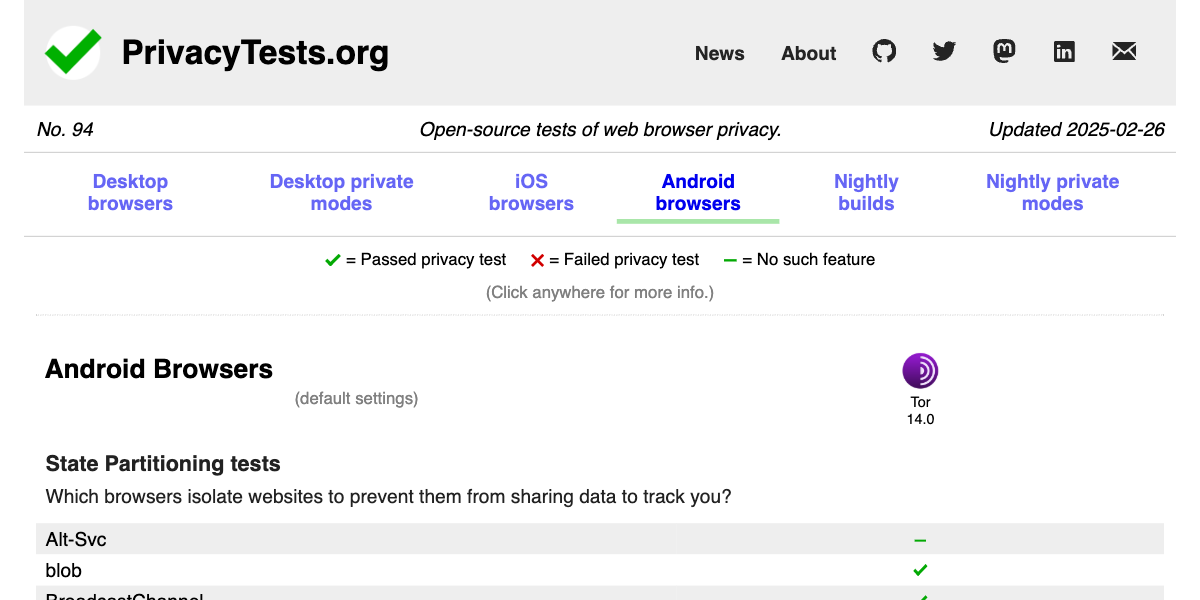 PrivacyTests.org
News About
No. 94 Open-source tests of web browser privacy. Updated 2025-02-26
Desktop browsers Desktop private modes iOS browsers Android browsers Nightly builds Nightly private modes
= Passed privacy test = Failed privacy test = No such feature
(Click anywhere for more info.)
Android Browsers
(default settings)
Tor
14.0
State Partitioning tests
Which browsers isolate websites to prevent them from sharing data to track you?
Alt-Svc
blob
BroadcastChannel